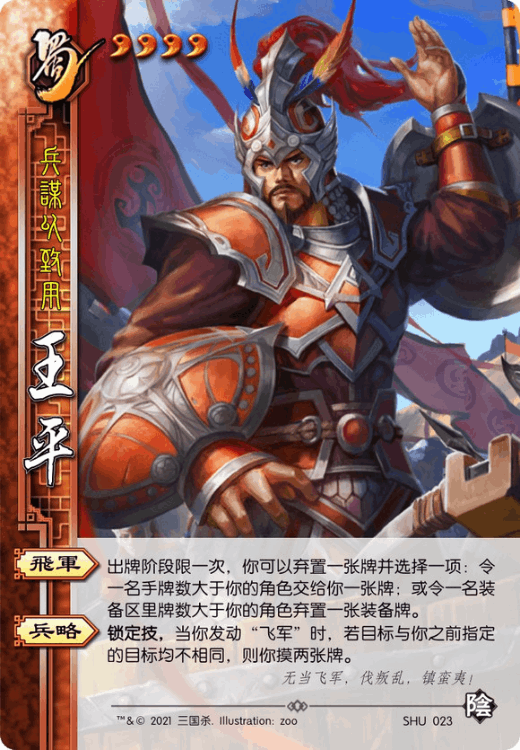 蜀
兵謀以致用
王平
飛軍
出牌阶段限一次，你可以弃置一张牌并选择一项：令
一名手牌数大于你的角色交给你一张牌；或令一名装
备区里牌数大于你的角色弃置一张装备牌。
兵略
锁定技，当你发动“飞军”时，若目标与你之前指定
的目标均不相同，则你摸两张牌。
无当飞军，伐叛乱，镇蛮夷！
™&© 2021 三国杀. Illustration: zoo
SHU 023
陰